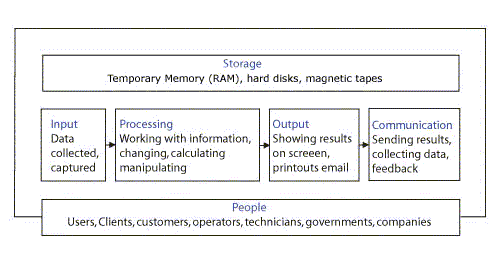 Storage
Temporary Memory (RAM), hard disks, magnetic tapes
Input
Data
collected,
captured
Processing
Working with information,
changing, calculating
manipulating
Output
Showing results
on screeen,
printouts email
Communication
Sending results,
collecting data,
feedback
People
Users, Clients, customers, operators, technicians, governments, companies